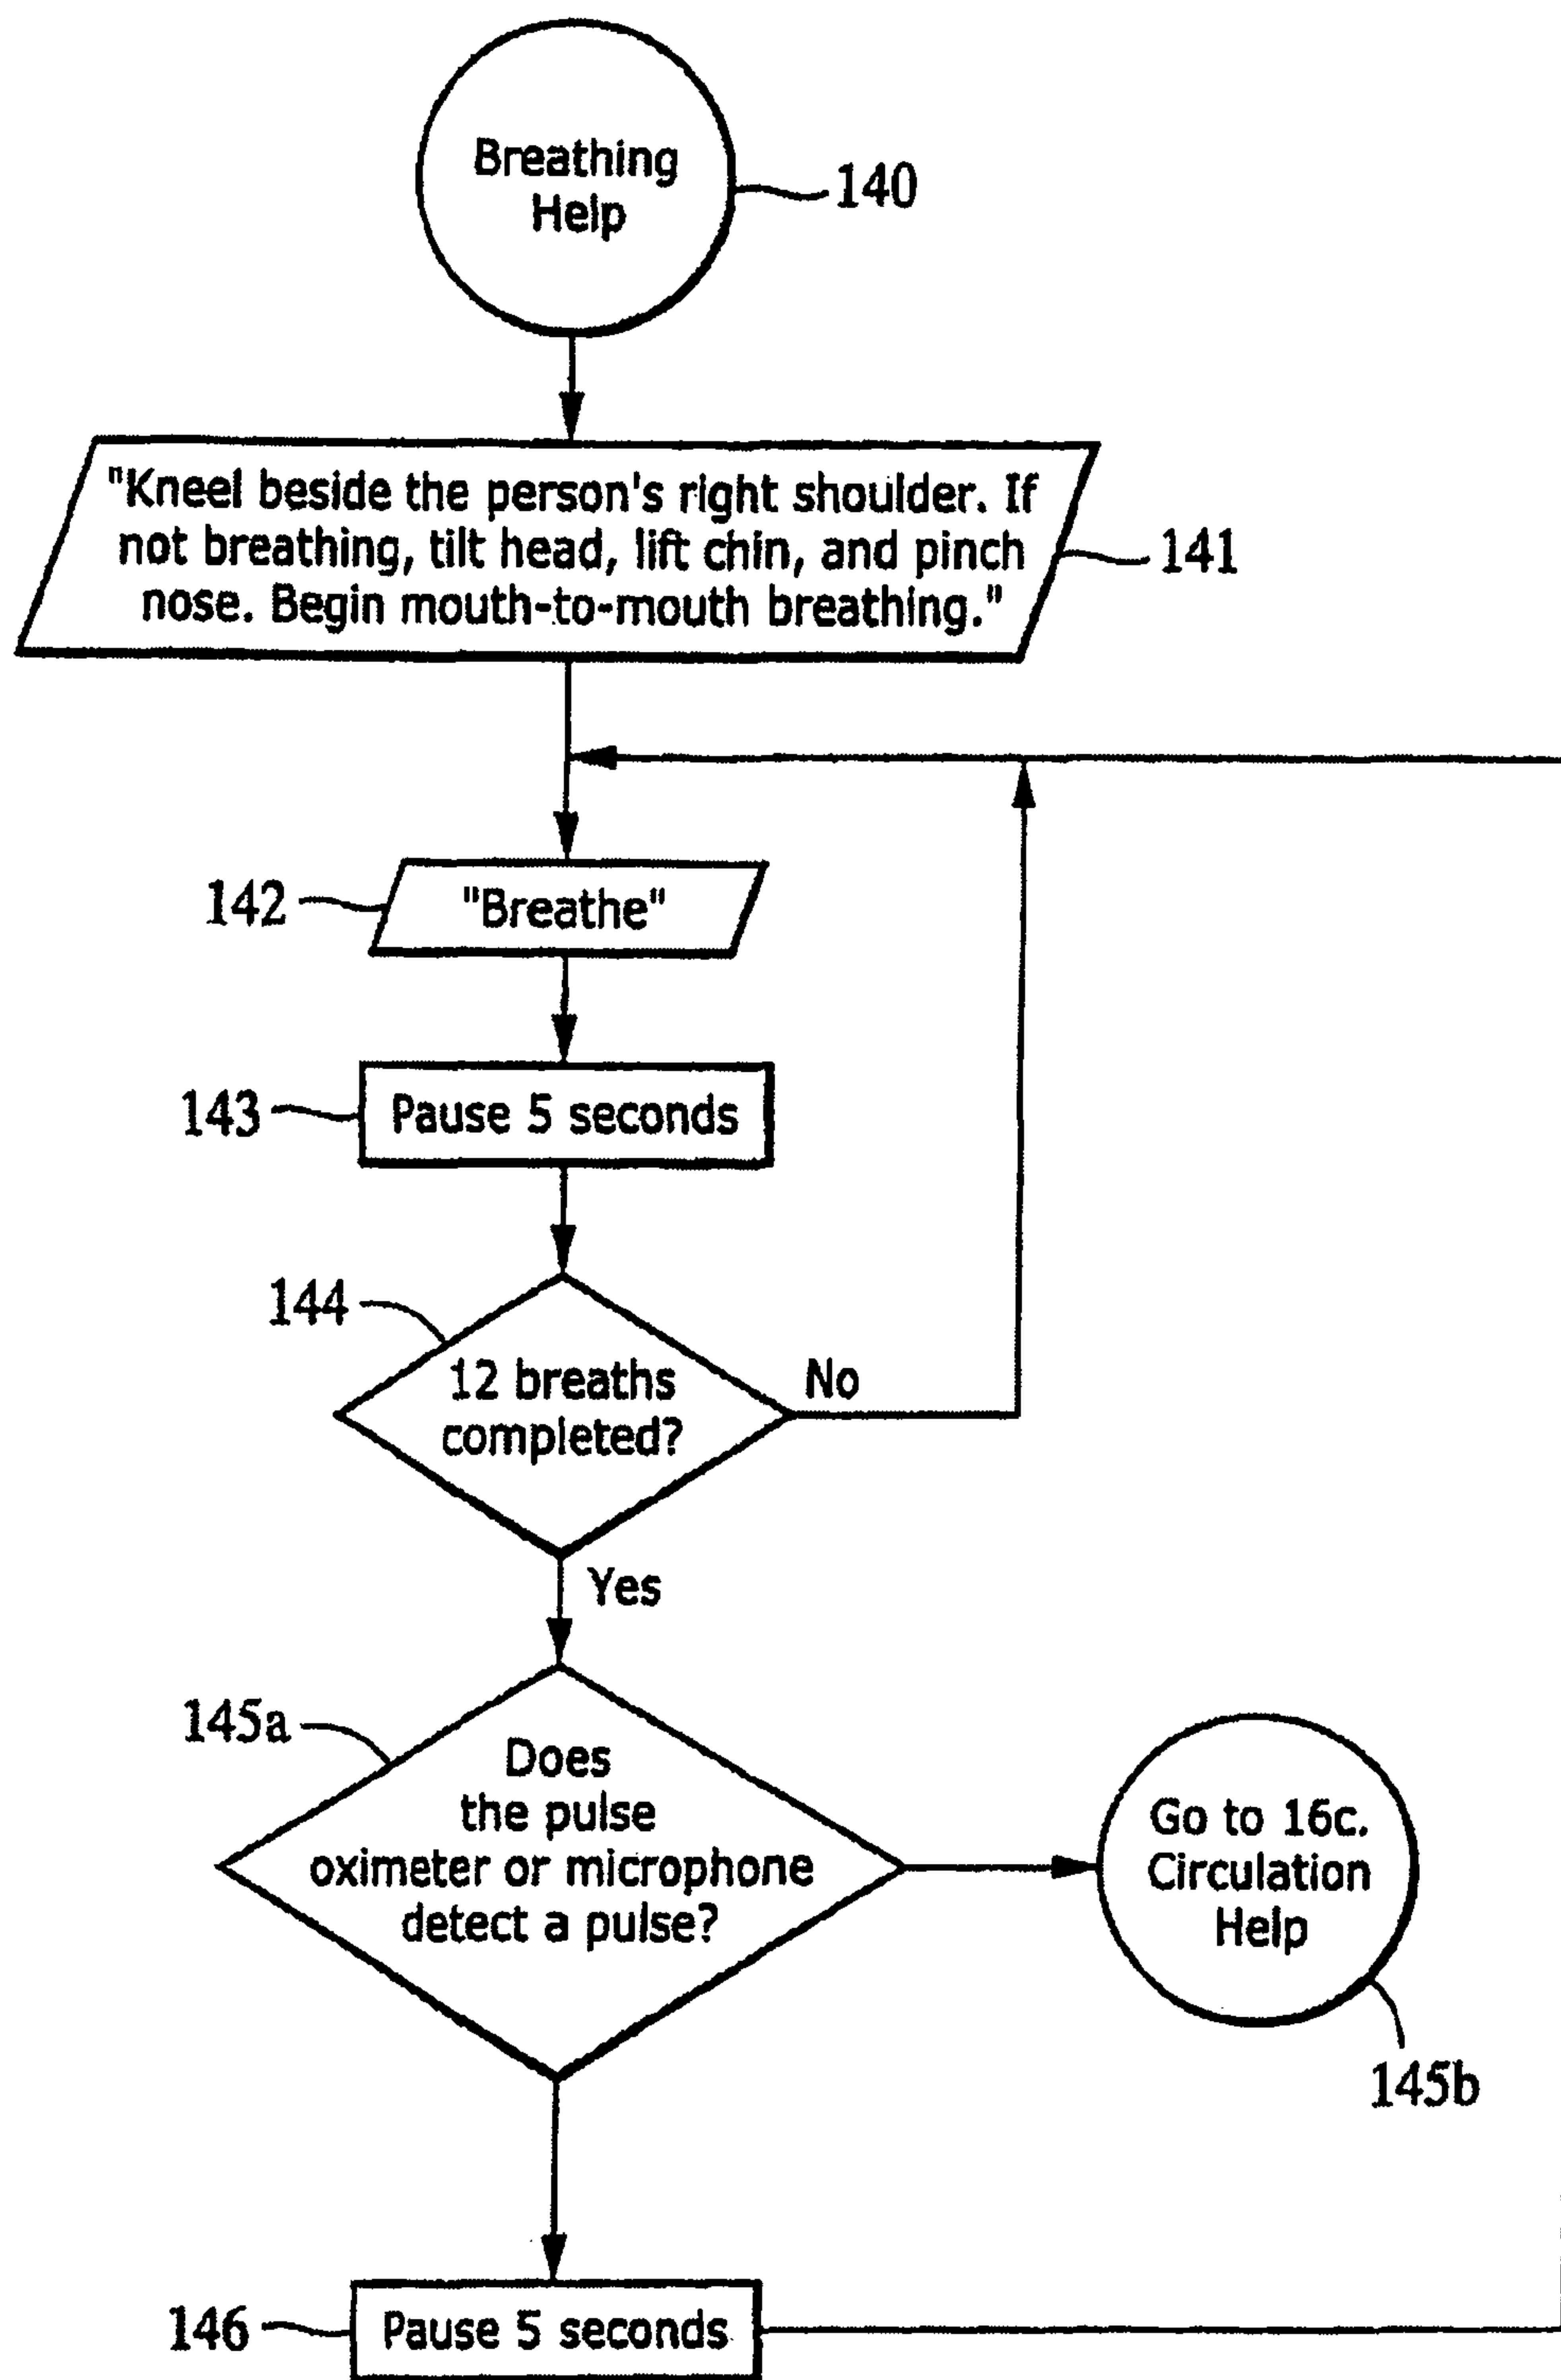 Breathing
Help
140
"Kneel beside the person's right shoulder. If
not breathing, tilt head, lift chin, and pinch
nose. Begin mouth-to-mouth breathing."
141
142
"Breathe"
143
Pause 5 seconds
144
12 breaths
completed?
No
Yes
145a
Does
the pulse
oximeter or microphone
detect a pulse?
Go to 16c.
Circulation
Help
145b
146
Pause 5 seconds